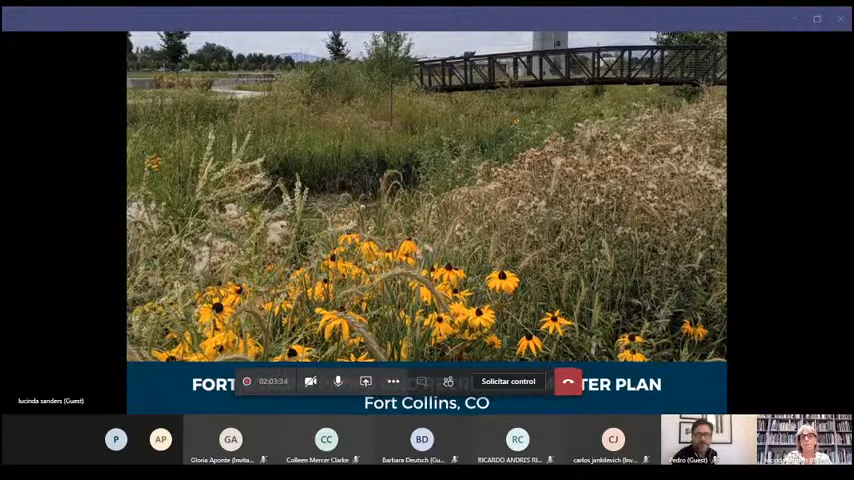 FORT
TER PLAN
Fort Collins, CO
02:03:34
Solicitar control
lucinda sanders (Guest)
P
AP
GA
CC
BD
RC
CJ
Gloria Aponte (Invita...
Colleen Mercer Clarke
Barbara Deutsch (Gu...
RICARDO ANDRES RI...
carlos jankilevich (Inv...
Pedro (Guest)